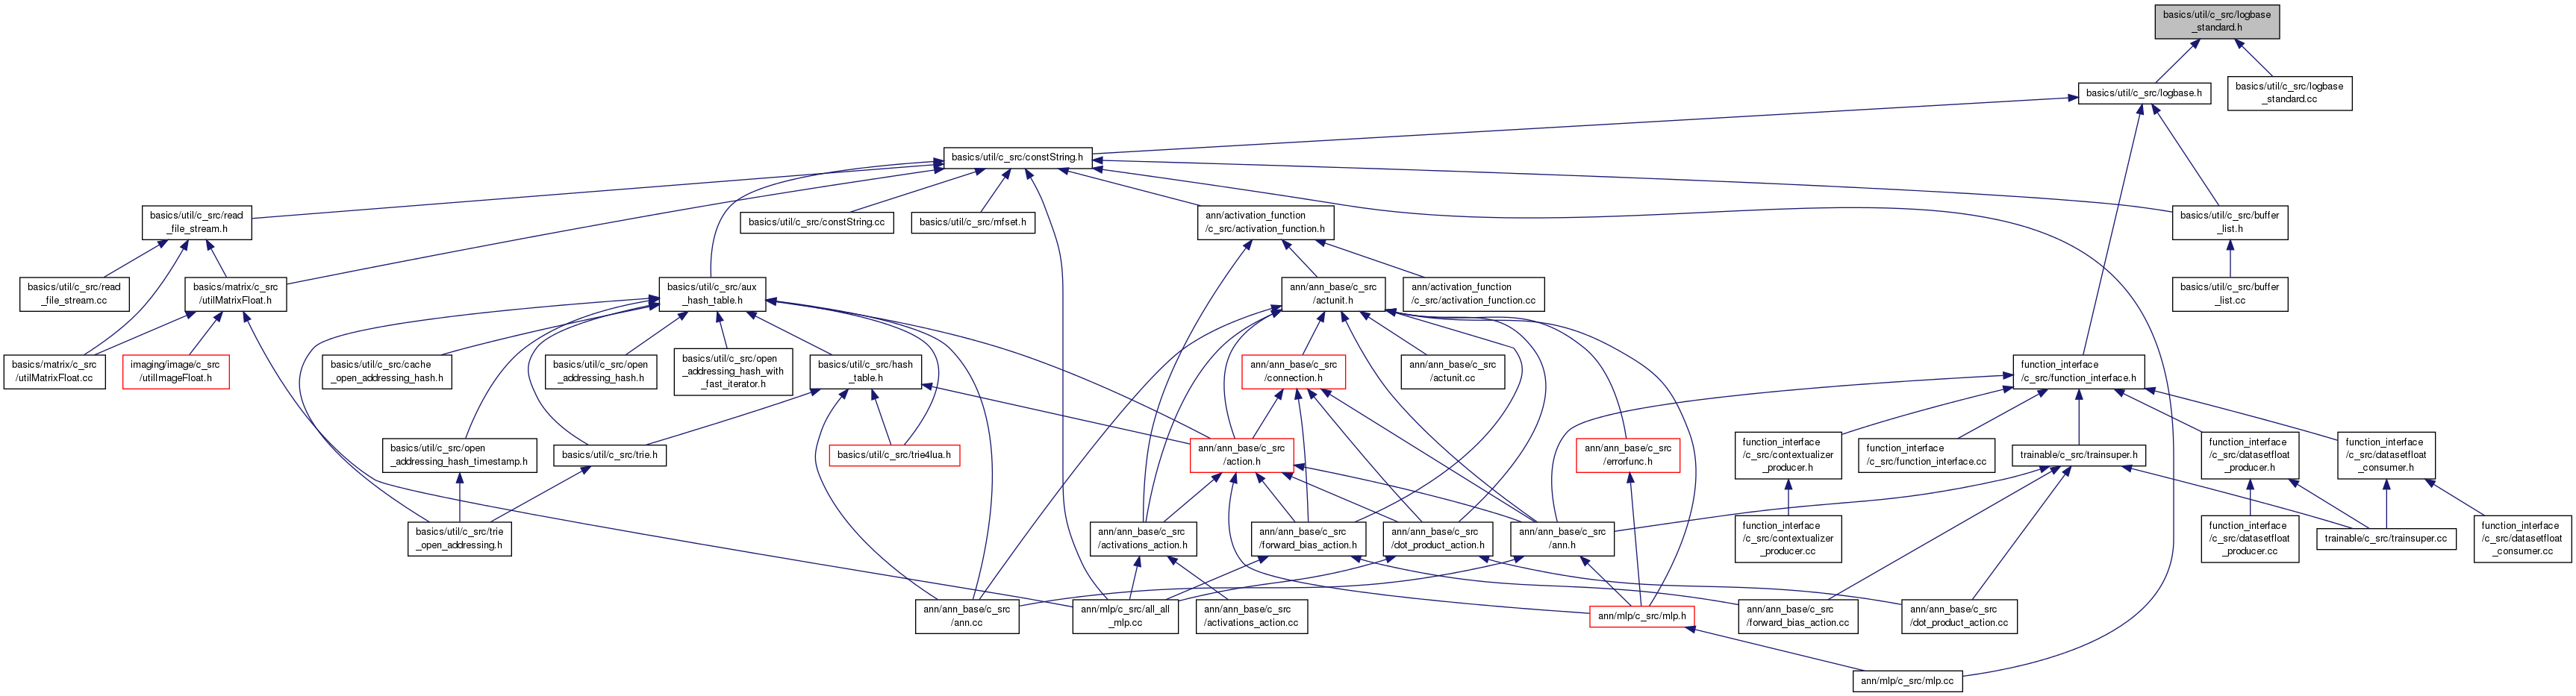 basics/util/c_src/logbase
_standard.h
basics/util/c_src/logbase.h
basics/util/c_src/logbase
_standard.cc
basics/util/c_src/constString.h
basics/util/c_src/read
_file_stream.h
basics/util/c_src/constString.cc
basics/util/c_src/mfset.h
ann/activation_function
/c_src/activation_function.h
basics/util/c_src/buffer
_list.h
basics/util/c_src/read
_file_stream.cc
basics/matrix/c_src
/utilMatrixFloat.h
basics/util/c_src/aux
_hash_table.h
ann/ann_base/c_src
/actunit.h
ann/activation_function
/c_src/activation_function.cc
basics/util/c_src/buffer
_list.cc
basics/matrix/c_src
/utilMatrixFloat.cc
imaging/image/c_src
/utilImageFloat.h
basics/util/c_src/cache
_open_addressing_hash.h
basics/util/c_src/open
_addressing_hash.h
basics/util/c_src/open
_addressing_hash_with
_fast_iterator.h
basics/util/c_src/hash
_table.h
ann/ann_base/c_src
/connection.h
ann/ann_base/c_src
/actunit.cc
function_interface
/c_src/function_interface.h
basics/util/c_src/open
_addressing_hash_timestamp.h
basics/util/c_src/trie.h
basics/util/c_src/trie4lua.h
ann/ann_base/c_src
/action.h
ann/ann_base/c_src
/errorfunc.h
function_interface
/c_src/contextualizer
_producer.h
function_interface
/c_src/function_interface.cc
trainable/c_src/trainsuper.h
function_interface
/c_src/datasetfloat
_producer.h
function_interface
/c_src/datasetfloat
_consumer.h
basics/util/c_src/trie
_open_addressing.h
ann/ann_base/c_src
/activations_action.h
ann/ann_base/c_src
/forward_bias_action.h
ann/ann_base/c_src
/dot_product_action.h
ann/ann_base/c_src
/ann.h
function_interface
/c_src/contextualizer
_producer.cc
function_interface
/c_src/datasetfloat
_producer.cc
trainable/c_src/trainsuper.cc
function_interface
/c_src/datasetfloat
_consumer.cc
ann/ann_base/c_src
/ann.cc
ann/mlp/c_src/all_all
_mlp.cc
ann/ann_base/c_src
/activations_action.cc
ann/mlp/c_src/mlp.h
ann/ann_base/c_src
/forward_bias_action.cc
ann/ann_base/c_src
/dot_product_action.cc
ann/mlp/c_src/mlp.cc